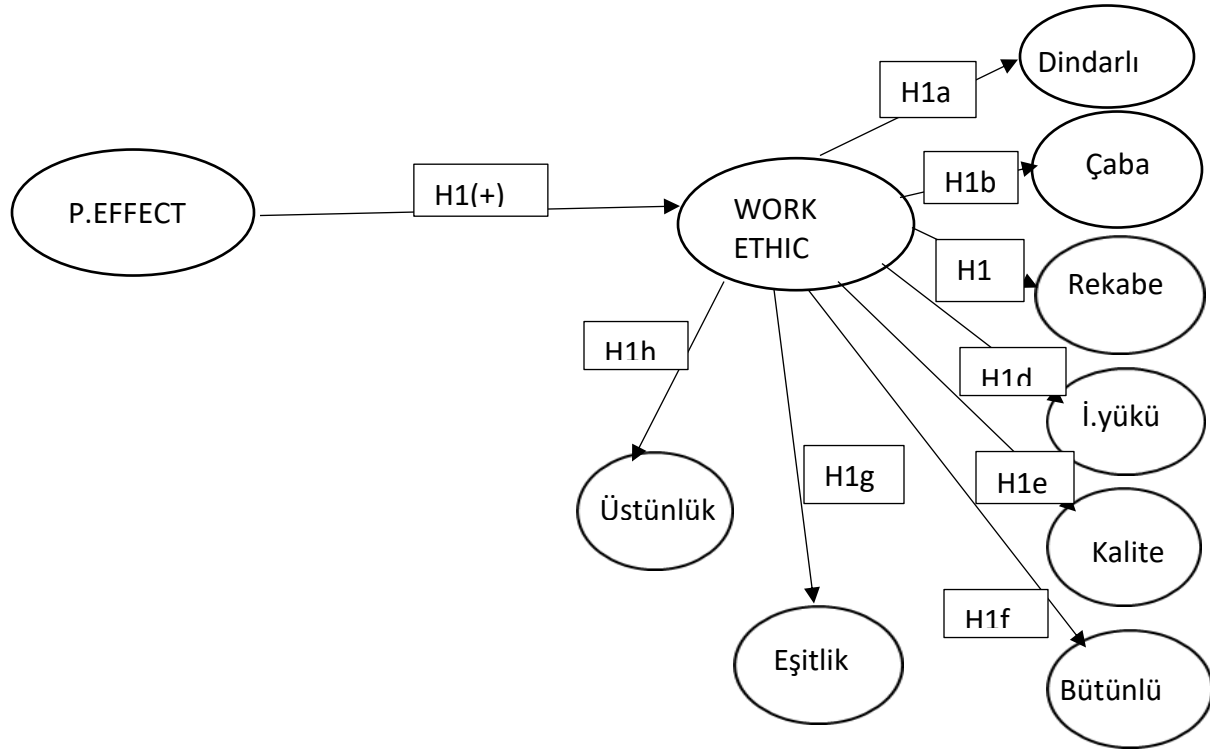 Dindarlı
H1a
Çaba
H1b
H1(+)
P.EFFECT
WORK
ETHIC
H1
Rekabe
H1h
H1d
İ.yükü
H1g
H1e
Üstünlük
Kalite
H1f
Eşitlik
Bütünlü